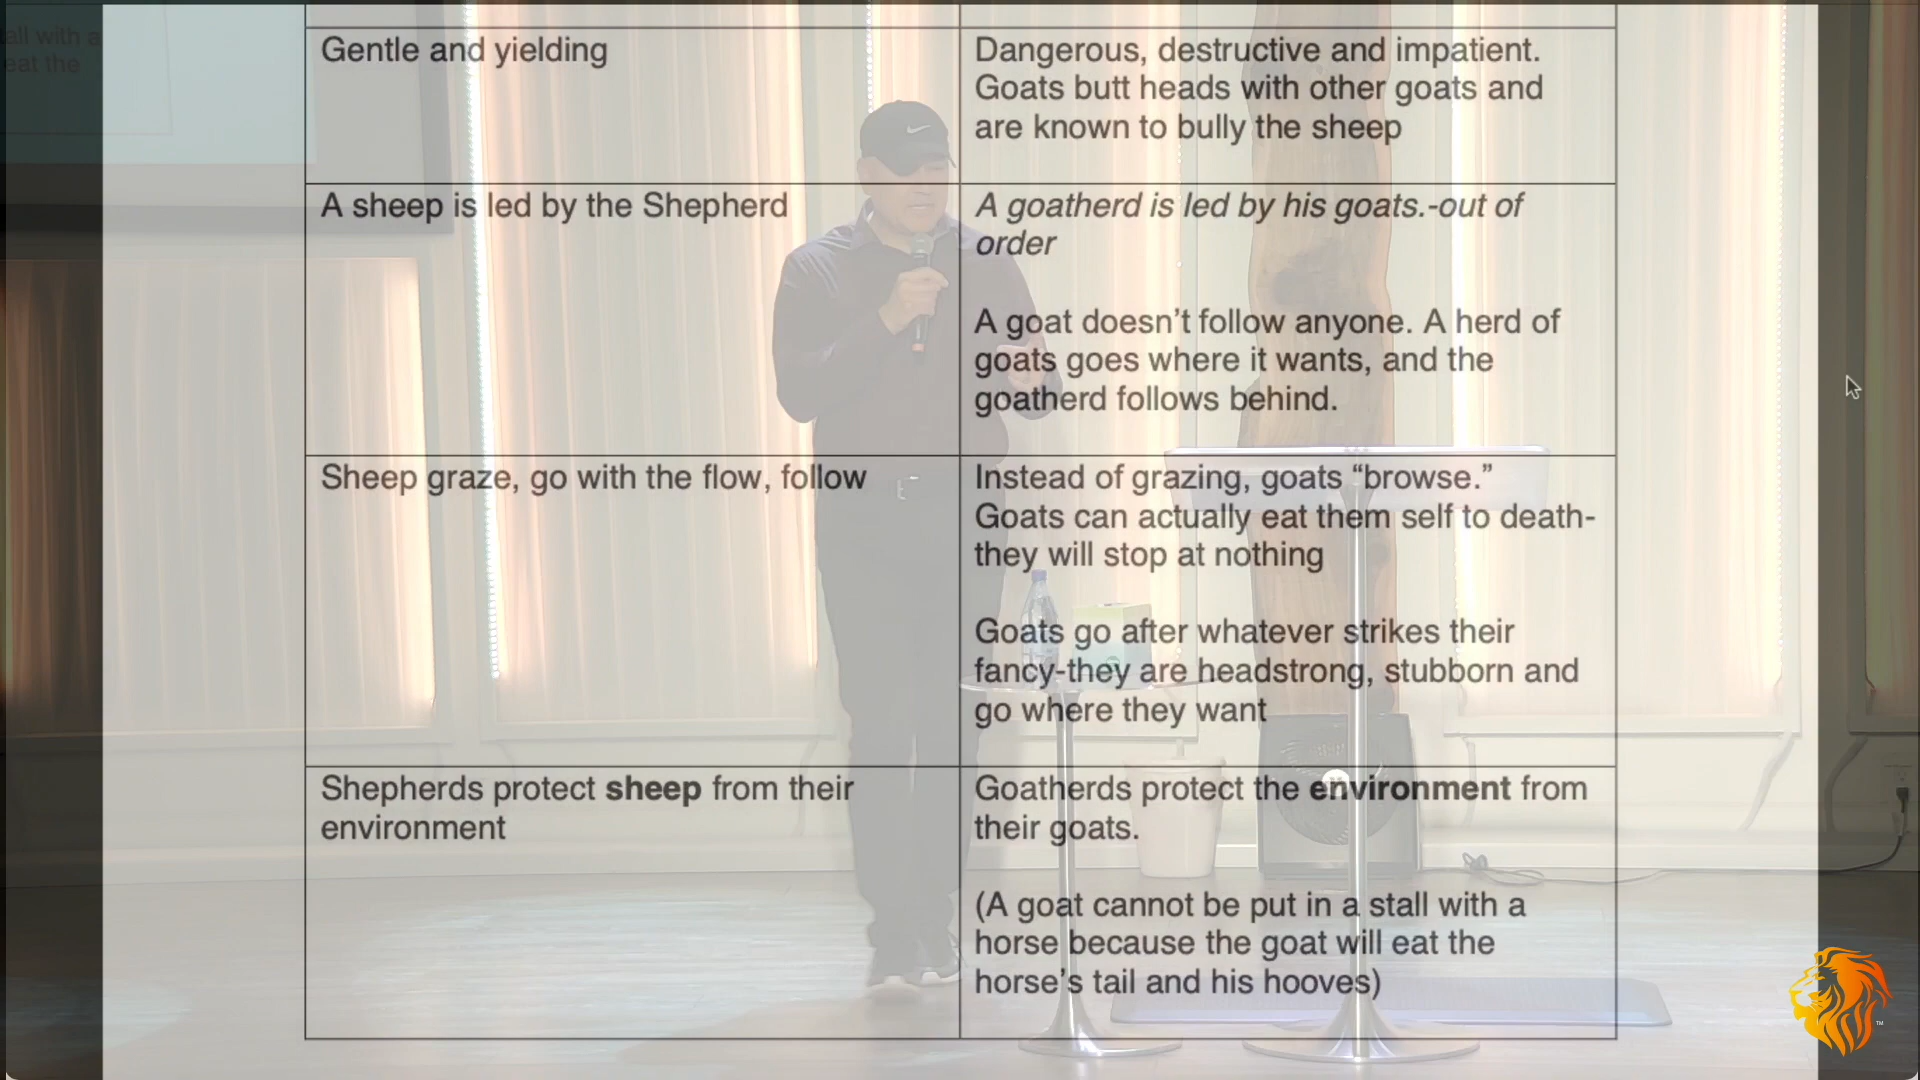 all with a
eat the
Gentle and yielding
Dangerous, destructive and impatient.
Goats butt heads with other goats and
are known to bully the sheep
A sheep is led by the Shepherd
A goatherd is led by his goats.-out of
order
A goat doesn't follow anyone. A herd of
goats goes where it wants, and the
goatherd follows behind.
Sheep graze, go with the flow, follow
Instead of grazing, goats “browse.”
Goats can actually eat them self to death-
they will stop at nothing
Goats go after whatever strikes their
fancy-they are headstrong, stubborn and
go where they want
Shepherds protect sheep from their
environment
Goatherds protect the environment from
their goats.
(A goat cannot be put in a stall with a
horse because the goat will eat the
horse's tail and his hooves)
TM